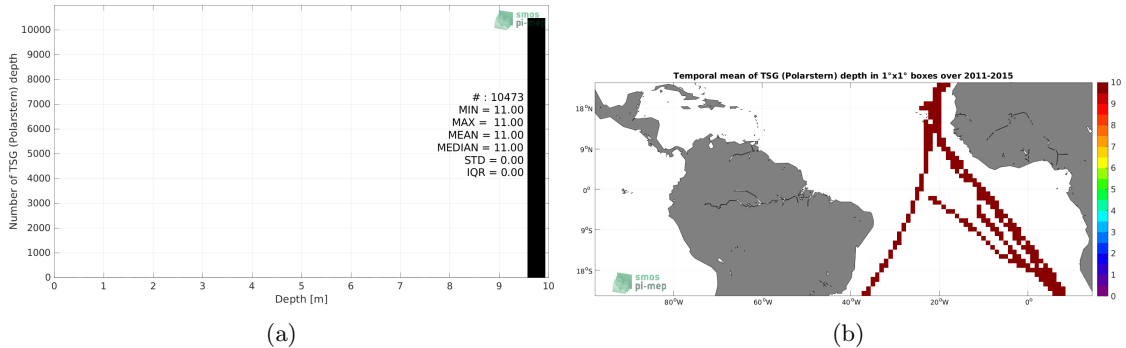 smos
pi-mep
10000
9000
8000
7000
6000
5000
4000
3000
2000
1000
0
Number of TSG (Polarstern) depth
# : 10473
MIN = 11.00
MAX = 11.00
MEAN = 11.00
MEDIAN = 11.00
STD = 0.00
IQR = 0.00
0 1 2 3 4 5 6 7 8 9 10
Depth [m]
(a)
Temporal mean of TSG (Polarstern) depth in 1°x1° boxes over 2011-2015
18°N
9°N
0°
9°S
18°S
80°W 60°W 40°W 20°W 0°
10
9
8
7
6
5
4
3
2
1
0
smos
pi-mep
(b)